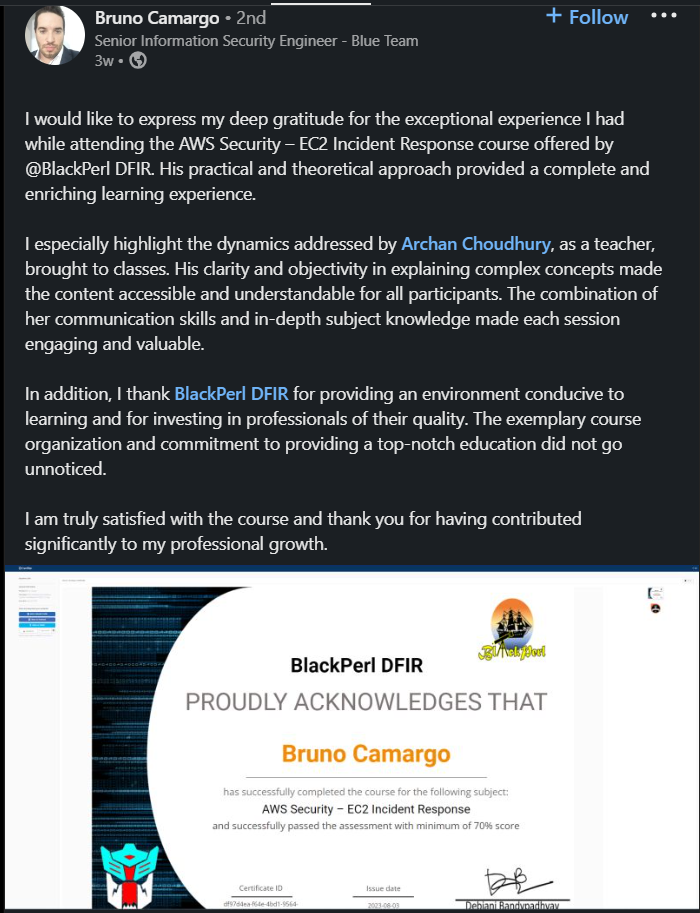 Bruno Camargo • 2nd
+ Follow
Senior Information Security Engineer - Blue Team
3w •
I would like to express my deep gratitude for the exceptional experience I had
while attending the AWS Security – EC2 Incident Response course offered by
@BlackPerl DFIR. His practical and theoretical approach provided a complete and
enriching learning experience.
I especially highlight the dynamics addressed by Archan Choudhury, as a teacher,
brought to classes. His clarity and objectivity in explaining complex concepts made
the content accessible and understandable for all participants. The combination of
her communication skills and in-depth subject knowledge made each session
engaging and valuable.
In addition, I thank BlackPerl DFIR for providing an environment conducive to
learning and for investing in professionals of their quality. The exemplary course
organization and commitment to providing a top-notch education did not go
unnoticed.
I am truly satisfied with the course and thank you for having contributed
significantly to my professional growth.
BlackPerl
BlackPerl DFIR
PROUDLY ACKNOWLEDGES THAT
Bruno Camargo
has successfully completed the course for the following subject:
AWS Security – EC2 Incident Response
and successfully passed the assessment with minimum of 70% score
Certificate ID
Issue date
df97d4ea-f64e-4bd1-9564-
2023-08-03
Debjani Bandyopadhyay